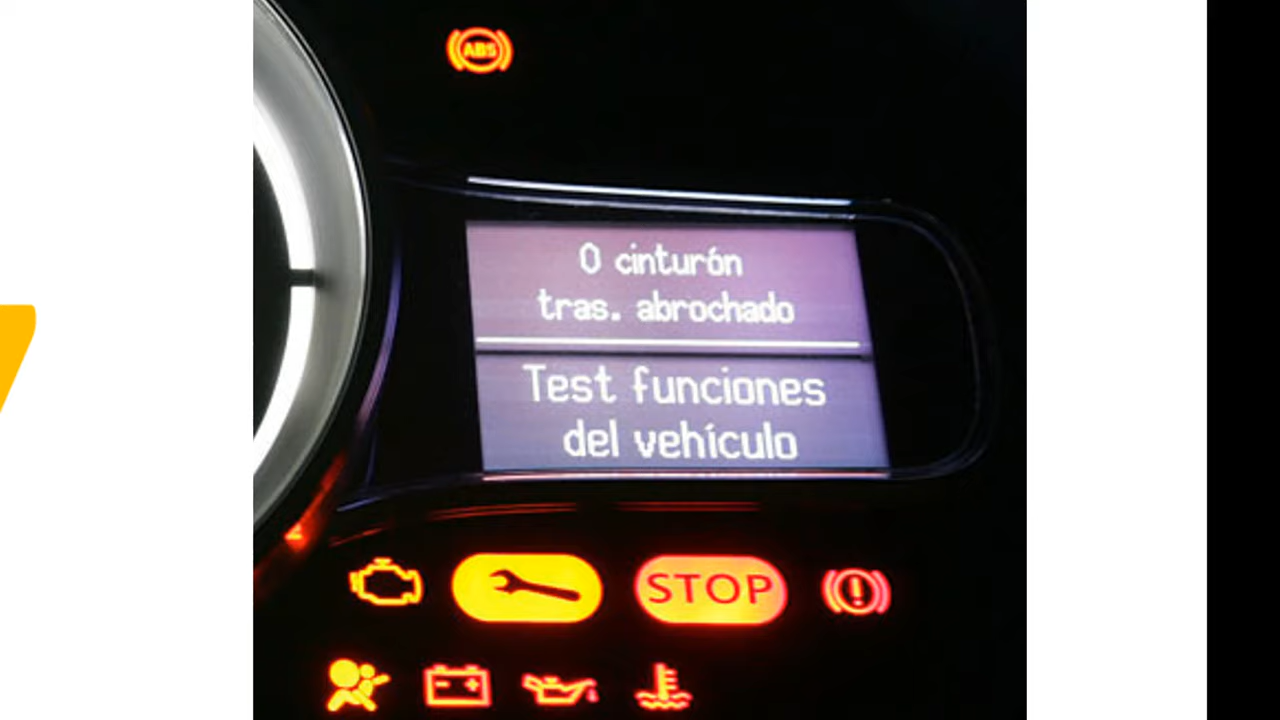 ABS
0 cinturón
tras. abrochado
Test funciones
del vehículo
STOP